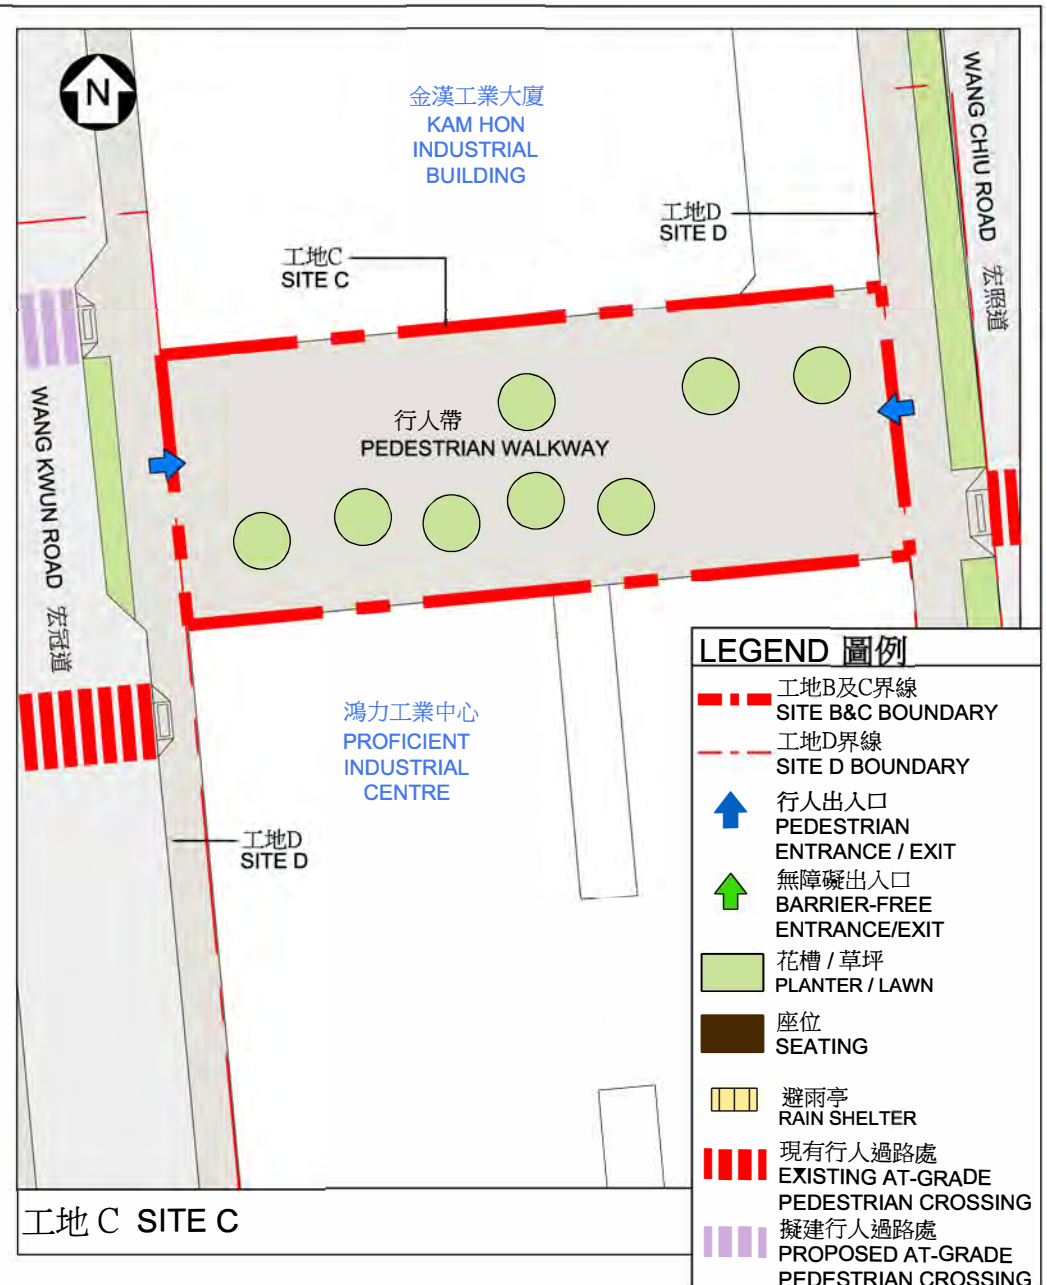 N
金漢工業大廈
KAM HON
INDUSTRIAL
BUILDING
WANG CHIU ROAD 宏照道
工地D
SITE D
工地C
SITE C
行人帶
PEDESTRIAN WALKWAY
WANG KWUN ROAD 宏冠道
鴻力工業中心
PROFICIENT
INDUSTRIAL
CENTRE
工地D
SITE D
LEGEND 圖例
工地B及C界線
SITE B&C BOUNDARY
工地D界線
SITE D BOUNDARY
行人出入口
PEDESTRIAN
ENTRANCE / EXIT
無障礙出入口
BARRIER-FREE
ENTRANCE/EXIT
花槽 / 草坪
PLANTER / LAWN
座位
SEATING
避雨亭
RAIN SHELTER
現有行人過路處
EXISTING AT-GRADE
PEDESTRIAN CROSSING
擬建行人過路處
PROPOSED AT-GRADE
PEDESTRIAN CROSSING
工地 C SITE C